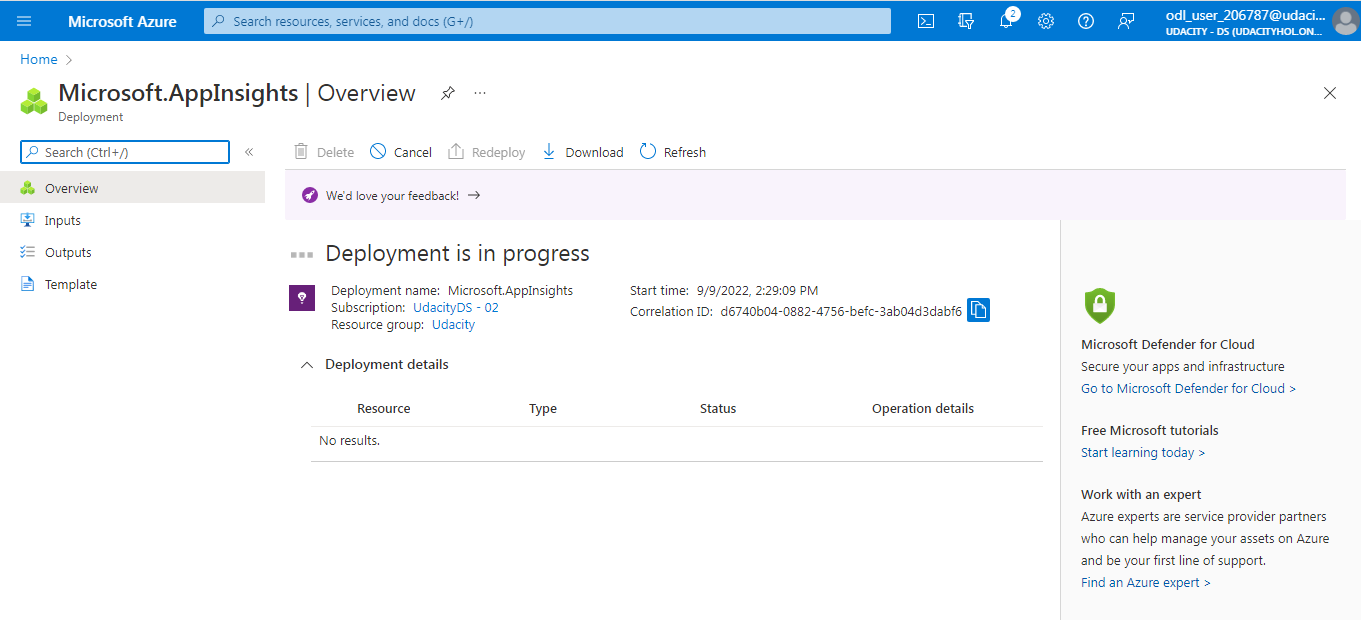 Microsoft Azure
Search resources, services, and docs (G+/)
2
odl_user_206787@udaci...
UDACITY - DS (UDACITYHOL.ON...
Home
Microsoft.AppInsights | Overview
Deployment
Search (Ctrl+/)
Overview
Inputs
Outputs
Template
Delete Cancel Redeploy Download Refresh
We'd love your feedback!
Deployment is in progress
Deployment name: Microsoft.AppInsights
Subscription: UdacityDS - 02
Resource group: Udacity
Start time: 9/9/2022, 2:29:09 PM
Correlation ID: d6740b04-0882-4756-befc-3ab04d3dabf6
Deployment details
Resource Type Status Operation details
No results.
Microsoft Defender for Cloud
Secure your apps and infrastructure
Go to Microsoft Defender for Cloud >
Free Microsoft tutorials
Start learning today >
Work with an expert
Azure experts are service provider partners
who can help manage your assets on Azure
and be your first line of support.
Find an Azure expert >